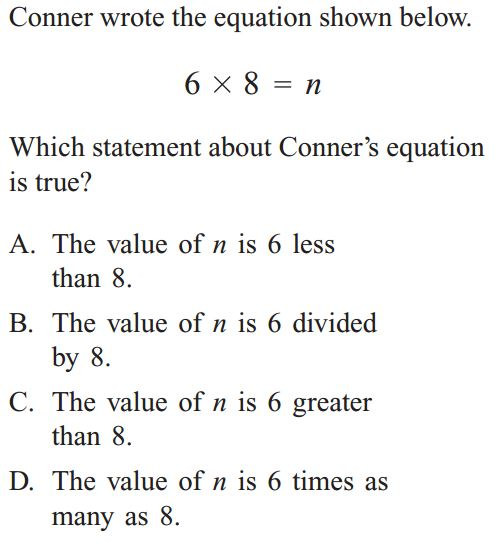 Conner wrote the equation shown below.
6 × 8 = n
Which statement about Conner’s equation
is true?
A. The value of n is 6 less
than 8.
B. The value of n is 6 divided
by 8.
C. The value of n is 6 greater
than 8.
D. The value of n is 6 times as
many as 8.